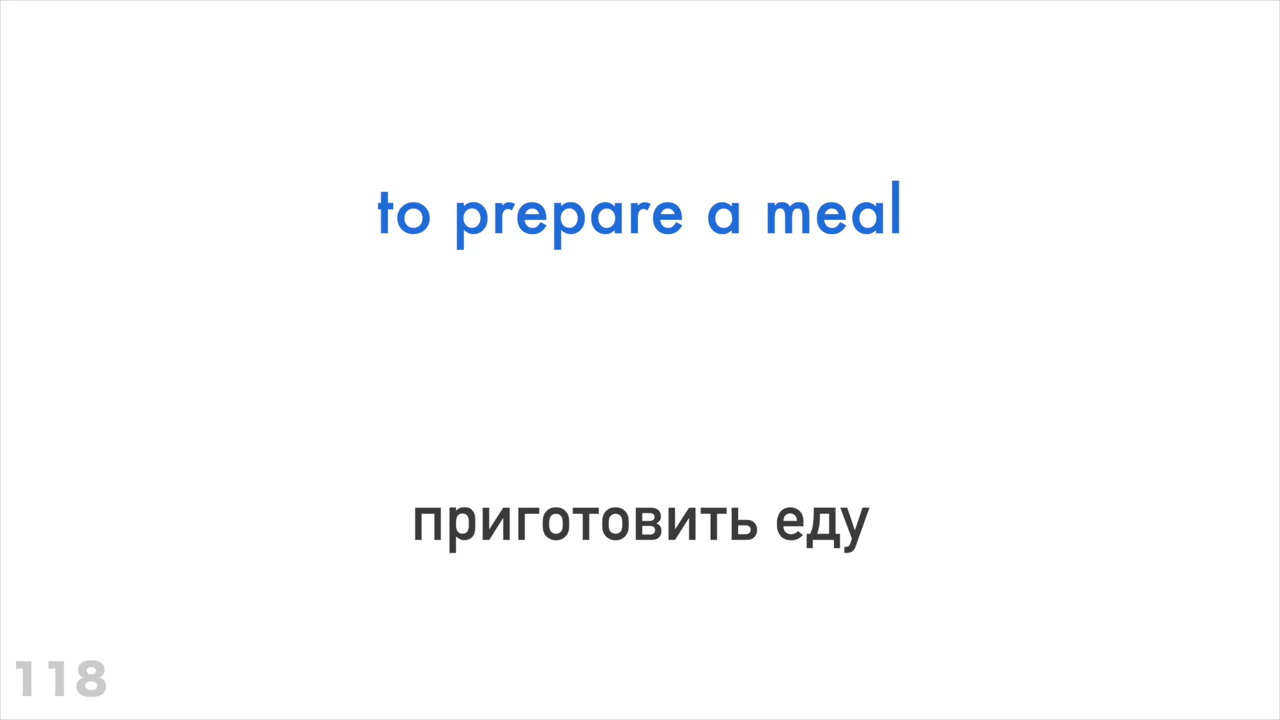 to prepare a meal
приготовить еду
118